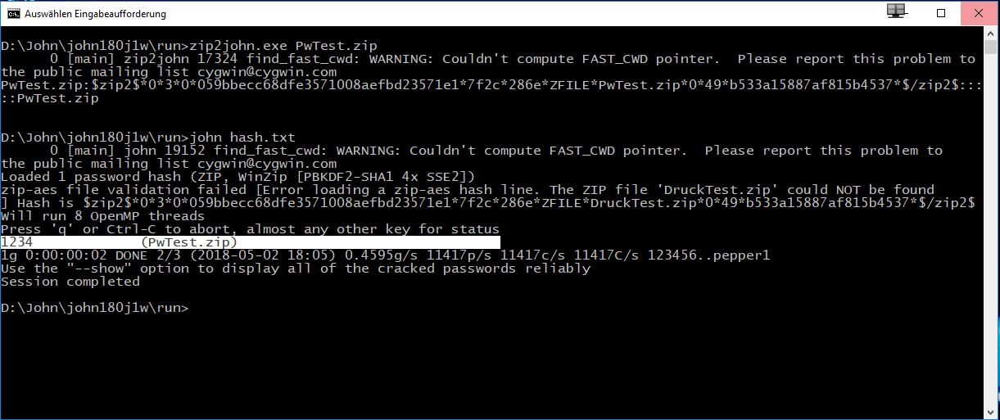 Auswählen Eingabeaufforderung
D:\John\john180j1w\run>zip2john.exe PwTest.zip
      0 [main] zip2john 17324 find_fast_cwd: WARNING: Couldn't compute FAST_CWD pointer.  Please report this problem to
the public mailing list cygwin@cygwin.com
PwTest.zip:$zip2$*0*3*0*059bbecc68dfe3571008aefbd23571e1*7f2c*286e*ZFILE*PwTest.zip*0*49*b533a15887af815b4537*$/zip2$:::
::PwTest.zip
D:\John\john180j1w\run>john hash.txt
      0 [main] john 19152 find_fast_cwd: WARNING: Couldn't compute FAST_CWD pointer.  Please report this problem to
the public mailing list cygwin@cygwin.com
Loaded 1 password hash (ZIP, WinZip [PBKDF2-SHA1 4x SSE2])
zip-aes file validation failed [Error loading a zip-aes hash line. The ZIP file 'DruckTest.zip' could NOT be found
] Hash is $zip2$*0*3*0*059bbecc68dfe3571008aefbd23571e1*7f2c*286e*ZFILE*DruckTest.zip*0*49*b533a15887af815b4537*$/zip2$
Will run 8 OpenMP threads
Press 'q' or Ctrl-C to abort, almost any other key for status
1234             (PwTest.zip)
1g 0:00:00:02 DONE 2/3 (2018-05-02 18:05) 0.4595g/s 11417p/s 11417c/s 11417C/s 123456..pepper1
Use the "--show" option to display all of the cracked passwords reliably
Session completed
D:\John\john180j1w\run>